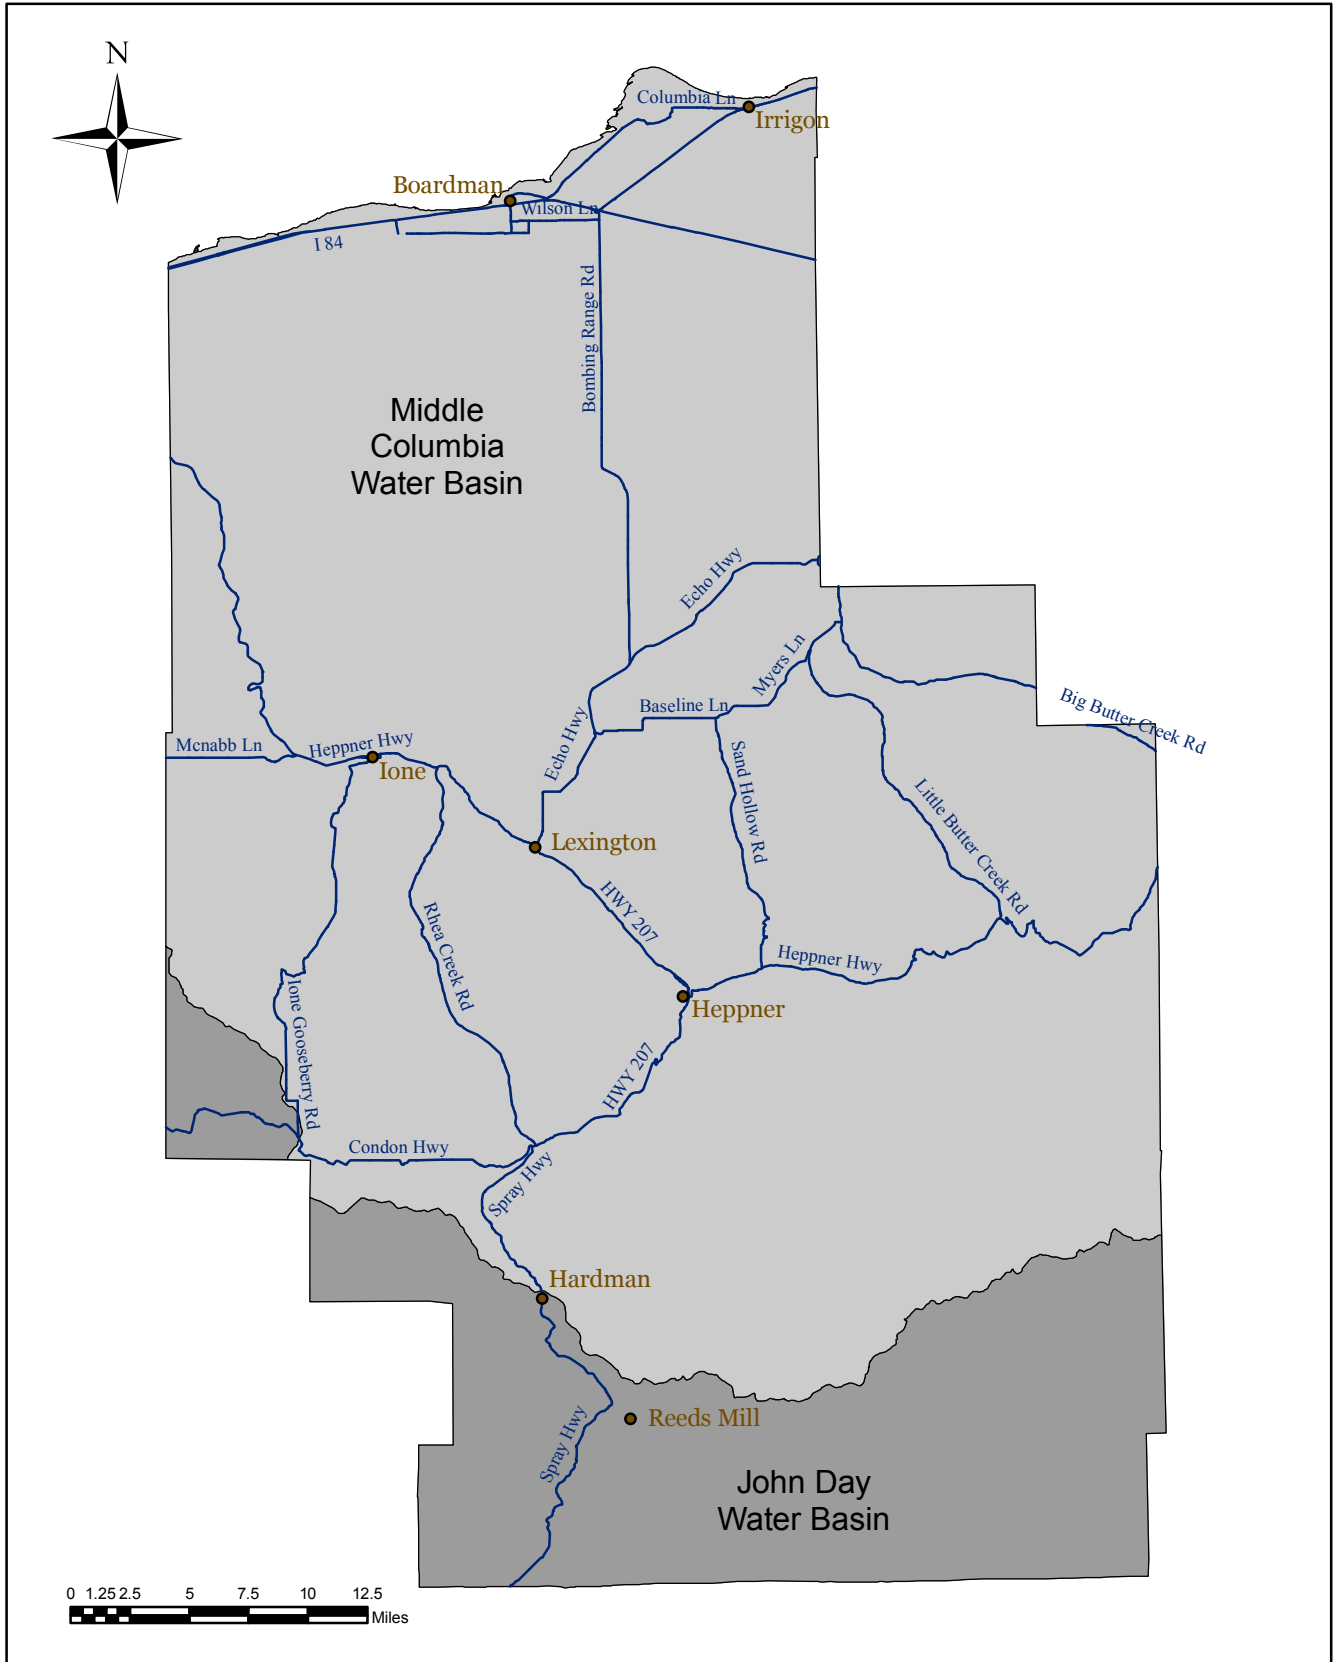 N
Columbia Ln
Irrigon
Boardman
Wilson Ln
I 84
Bombing Range Rd
Middle
Columbia
Water Basin
Echo Hwy
Myers Ln
Baseline Ln
Big Butter Creek Rd
Echo Hwy
Mcnabb Ln
Heppner Hwy
Ione
Sand Hollow Rd
Little Butter Creek Rd
Lexington
HWY 207
Rhea Creek Rd
Heppner Hwy
Ione Gooseberry Rd
Heppner
HWY 207
Condon Hwy
Spray Hwy
Hardman
Reeds Mill
Spray Hwy
John Day
Water Basin
0 1.25 2.5 5 7.5 10 12.5
Miles